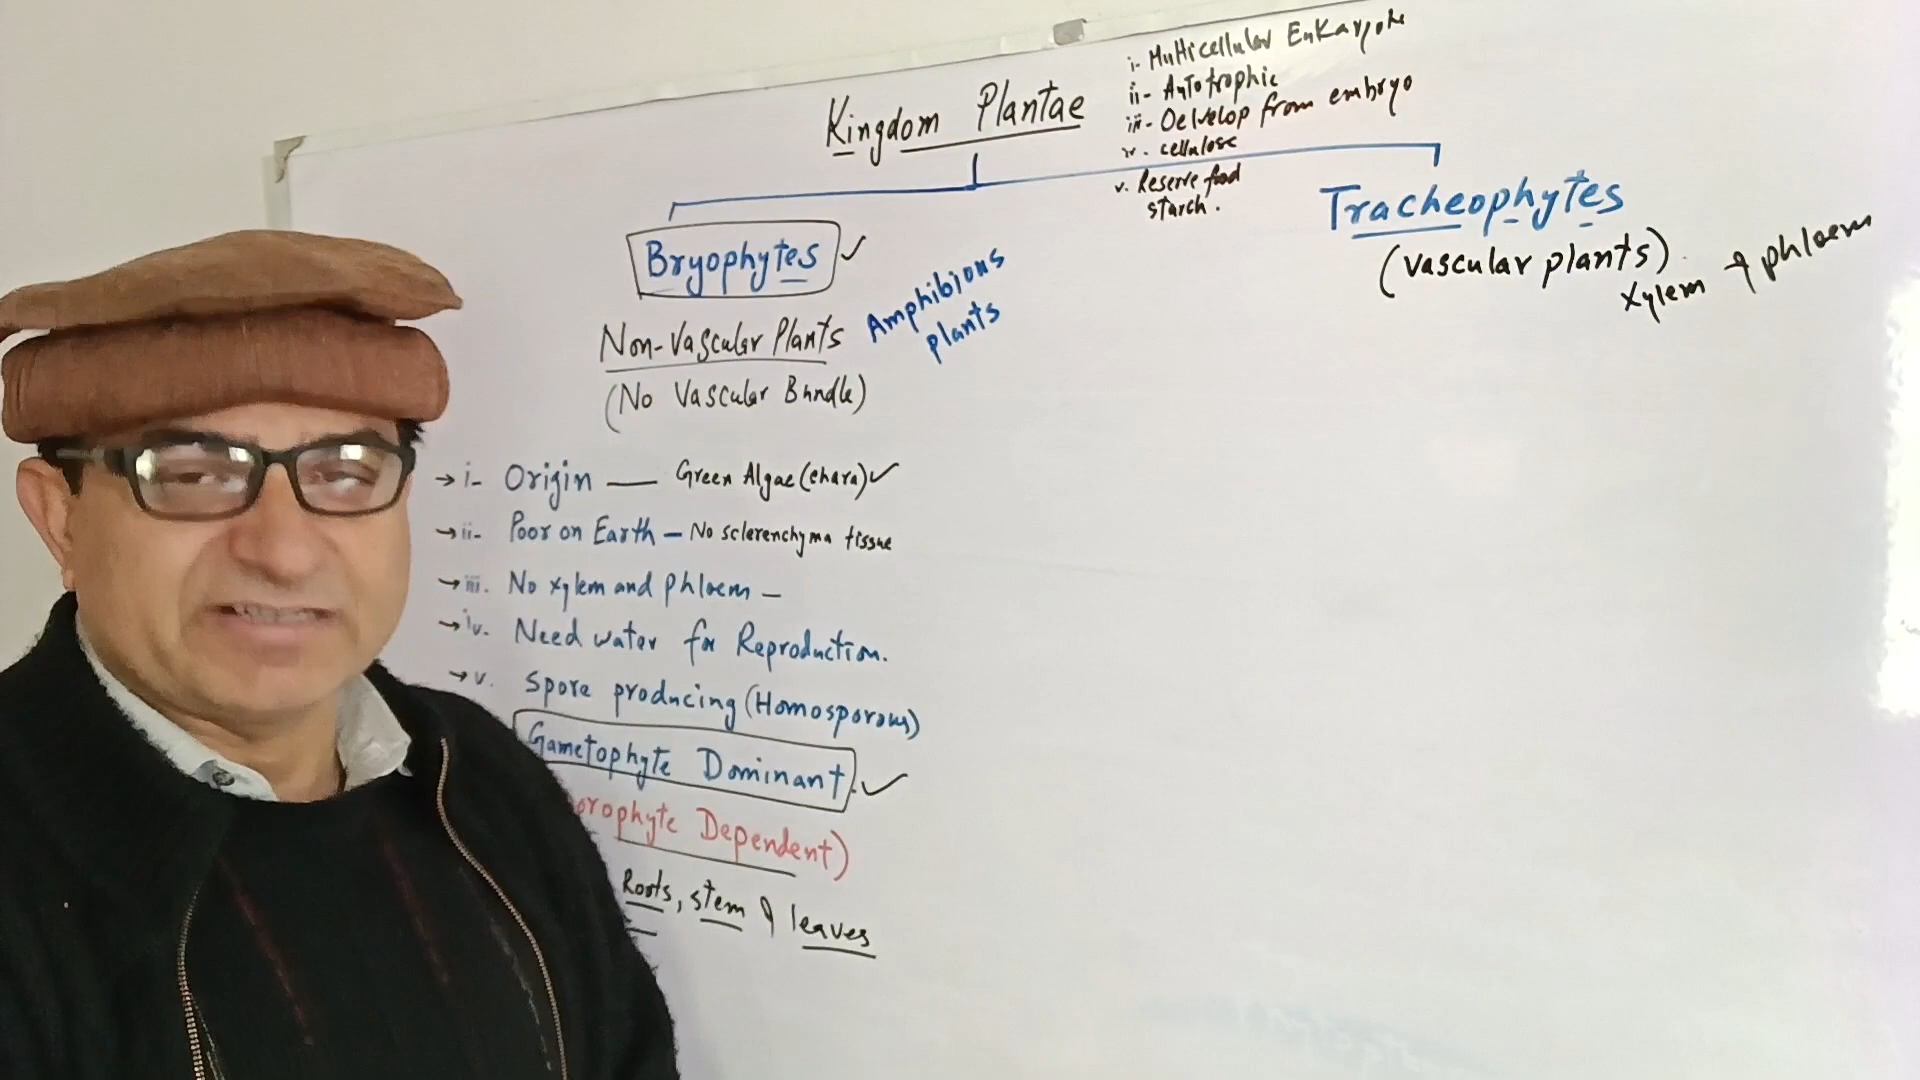 Kingdom Plantae
i- Multicellular Eukaryote
ii- Autotrophic
iii- Develop from embryo
iv. cellulose
v. Reserve food
starch.
Bryophytes ✓
Amphibious
plants
Non-Vascular Plants
(No Vascular Bundle)
→ i- Origin — Green Algae (chara) ✓
→ ii- Poor on Earth - No sclerenchyma tissue
→ iii. No xylem and Phloem -
→ iv. Need water for Reproduction.
→ v. Spore producing (Homosporous)
Gametophyte Dominant. ✓
orophyte Dependent)
Roots, stem & leaves
Tracheophytes
(vascular plants).
Xylem & phloem